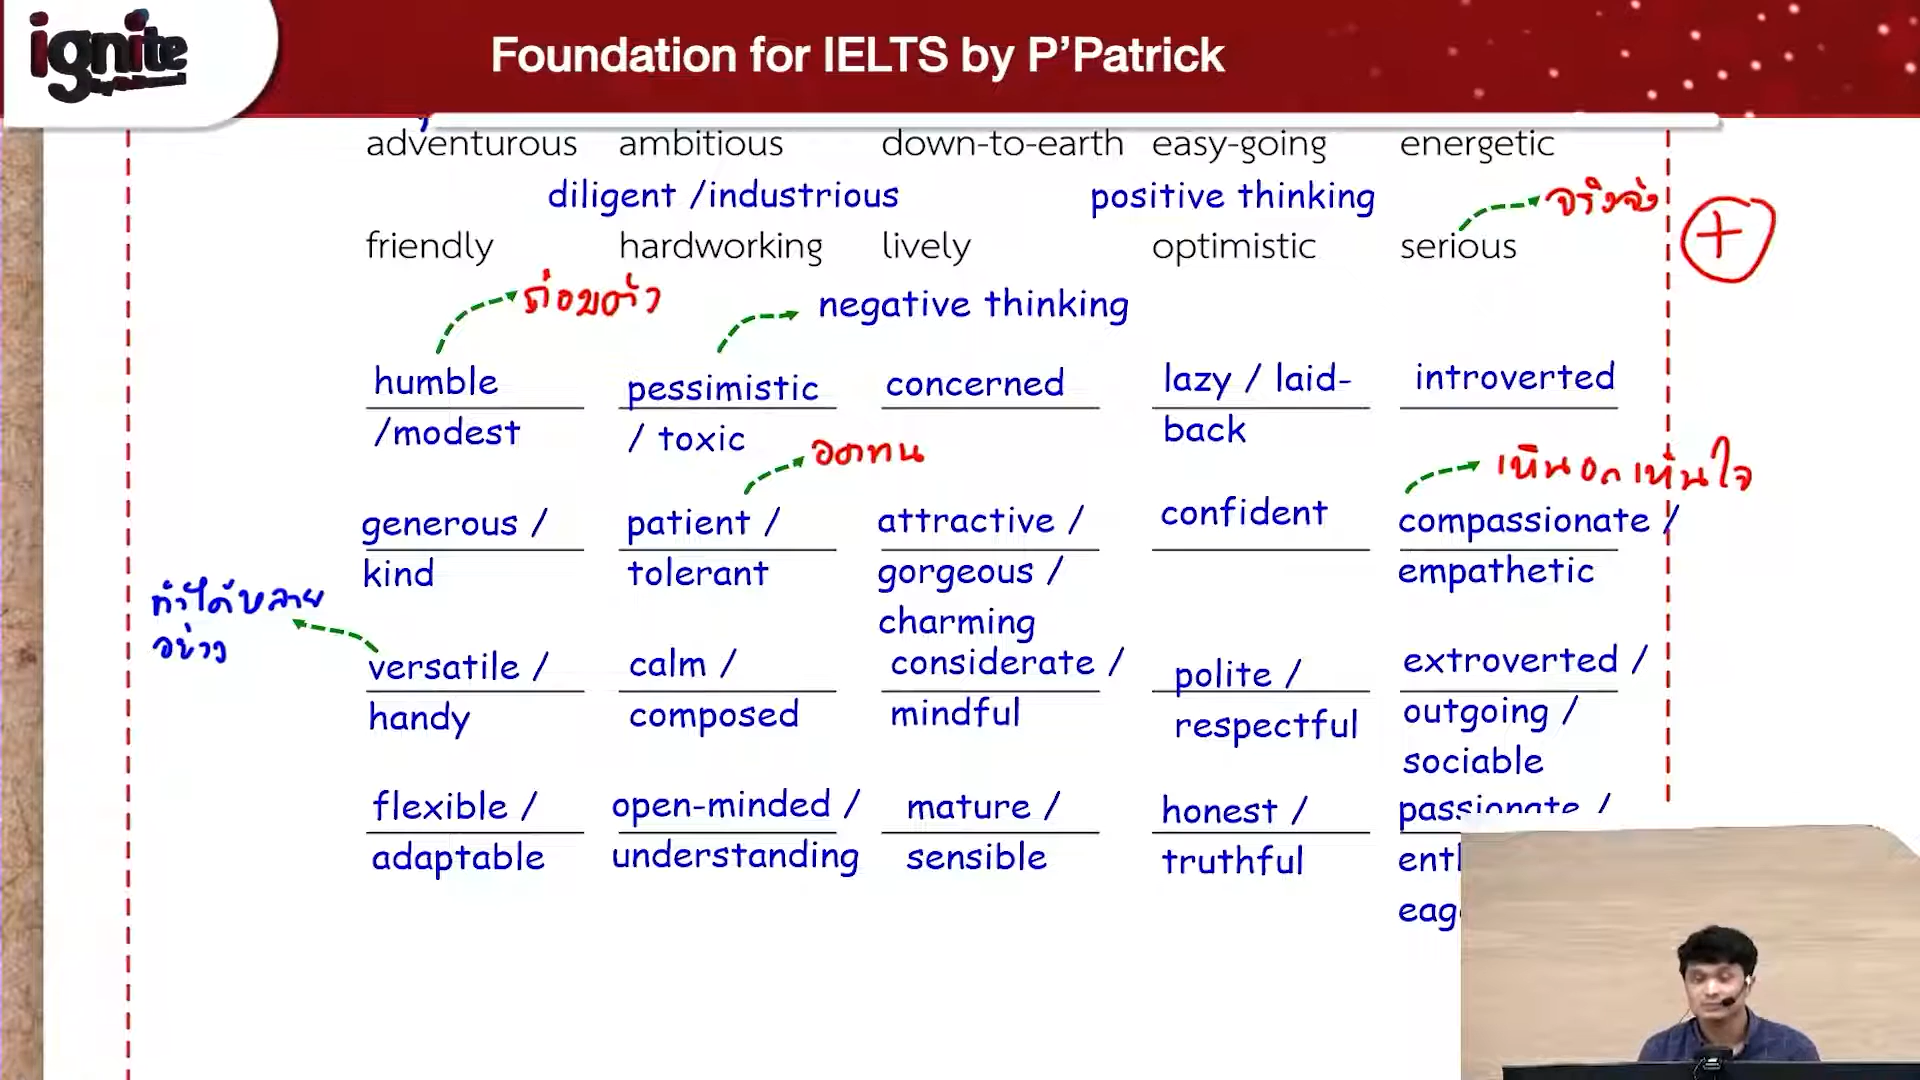 ignite
Foundation for IELTS by P'Patrick
adventurous ambitious down-to-earth easy-going energetic
diligent /industrious positive thinking จริงจัง
friendly hardworking lively optimistic serious
+
ถ่อมตัว negative thinking
humble pessimistic concerned lazy / laid- introverted
/modest / toxic back
อดทน เห็นอกเห็นใจ
generous / patient / attractive / confident compassionate /
kind tolerant gorgeous / empathetic
ทำได้หลาย charming
อย่าง
versatile / calm / considerate / polite / extroverted /
handy composed mindful respectful outgoing /
sociable
flexible / open-minded / mature / honest / passionate /
adaptable understanding sensible truthful